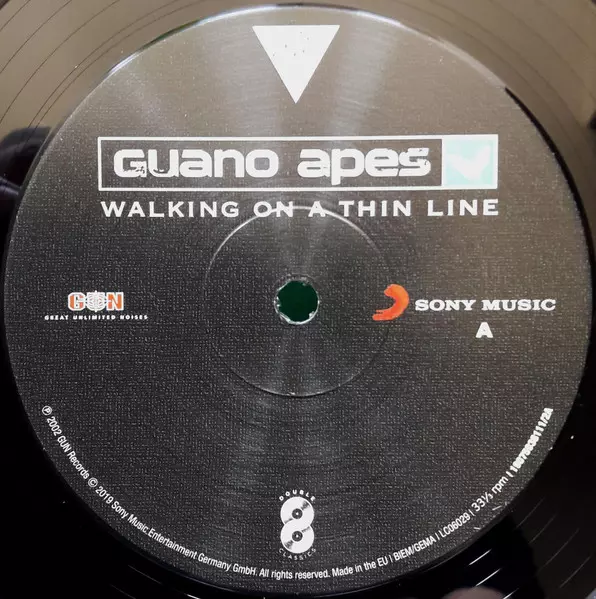 GUANO APES
WALKING ON A THIN LINE
GUN
GREAT UNLIMITED NOISES
SONY MUSIC
A
DOUBLE
CLASSICS
℗ 2002 GUN Records © 2019 Sony Music Entertainment Germany GmbH. All rights reserved. Made in the EU | BIEM/GEMA | LC06029 | 33⅓ rpm |